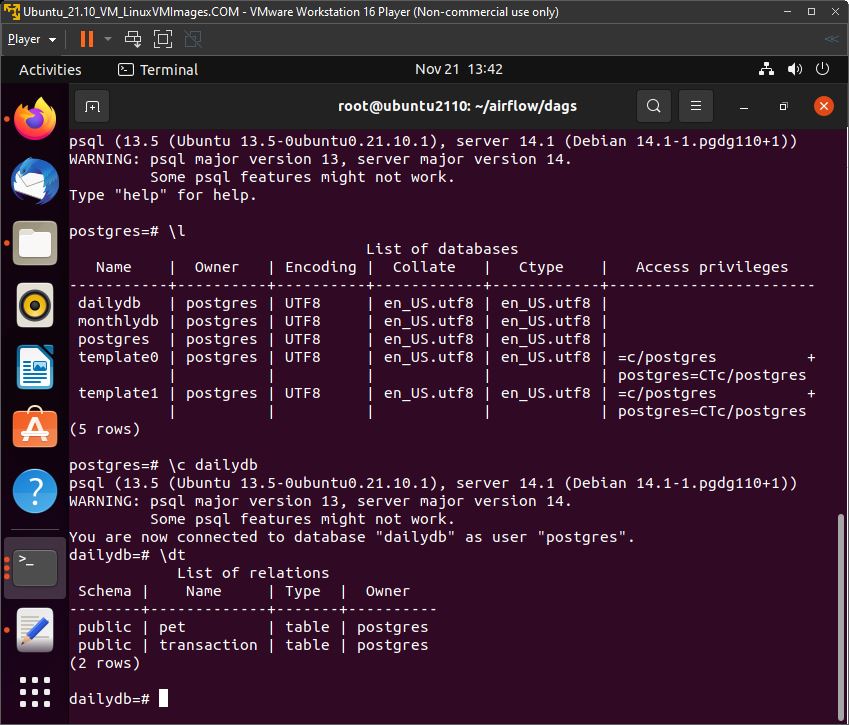 Ubuntu_21.10_VM_LinuxVMImages.COM - VMware Workstation 16 Player (Non-commercial use only)
Player
Activities
Terminal
Nov 21 13:42
root@ubuntu2110: ~/airflow/dags
psql (13.5 (Ubuntu 13.5-0ubuntu0.21.10.1), server 14.1 (Debian 14.1-1.pgdg110+1))
WARNING: psql major version 13, server major version 14.
         Some psql features might not work.
Type "help" for help.

postgres=# \l
                                 List of databases
   Name    |  Owner   | Encoding |  Collate   |   Ctype    |   Access privileges
-----------+----------+----------+------------+------------+-----------------------
 dailydb   | postgres | UTF8     | en_US.utf8 | en_US.utf8 |
 monthlydb | postgres | UTF8     | en_US.utf8 | en_US.utf8 |
 postgres  | postgres | UTF8     | en_US.utf8 | en_US.utf8 |
 template0 | postgres | UTF8     | en_US.utf8 | en_US.utf8 | =c/postgres          +
           |          |          |            |            | postgres=CTc/postgres
 template1 | postgres | UTF8     | en_US.utf8 | en_US.utf8 | =c/postgres          +
           |          |          |            |            | postgres=CTc/postgres
(5 rows)

postgres=# \c dailydb
psql (13.5 (Ubuntu 13.5-0ubuntu0.21.10.1), server 14.1 (Debian 14.1-1.pgdg110+1))
WARNING: psql major version 13, server major version 14.
         Some psql features might not work.
You are now connected to database "dailydb" as user "postgres".
dailydb=# \dt
            List of relations
 Schema |    Name     | Type  |  Owner
--------+-------------+-------+----------
 public | pet         | table | postgres
 public | transaction | table | postgres
(2 rows)

dailydb=#